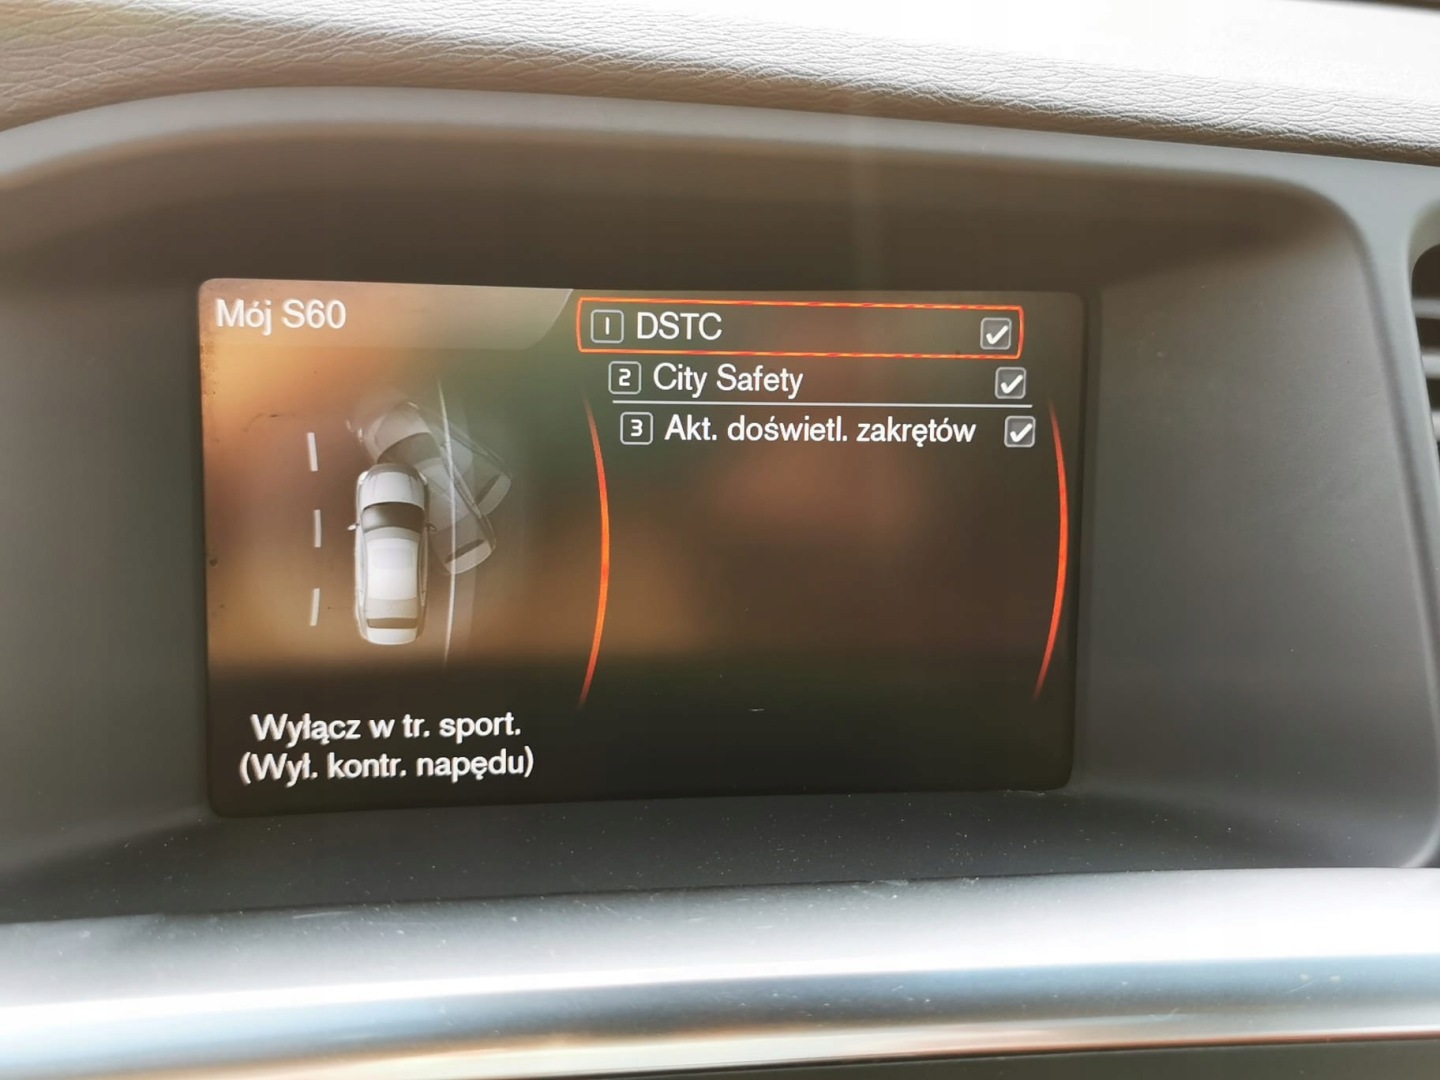 Mój S60
1 DSTC
2 City Safety
3 Akt. doświetl. zakrętów
Wyłącz w tr. sport.
(Wył. kontr. napędu)